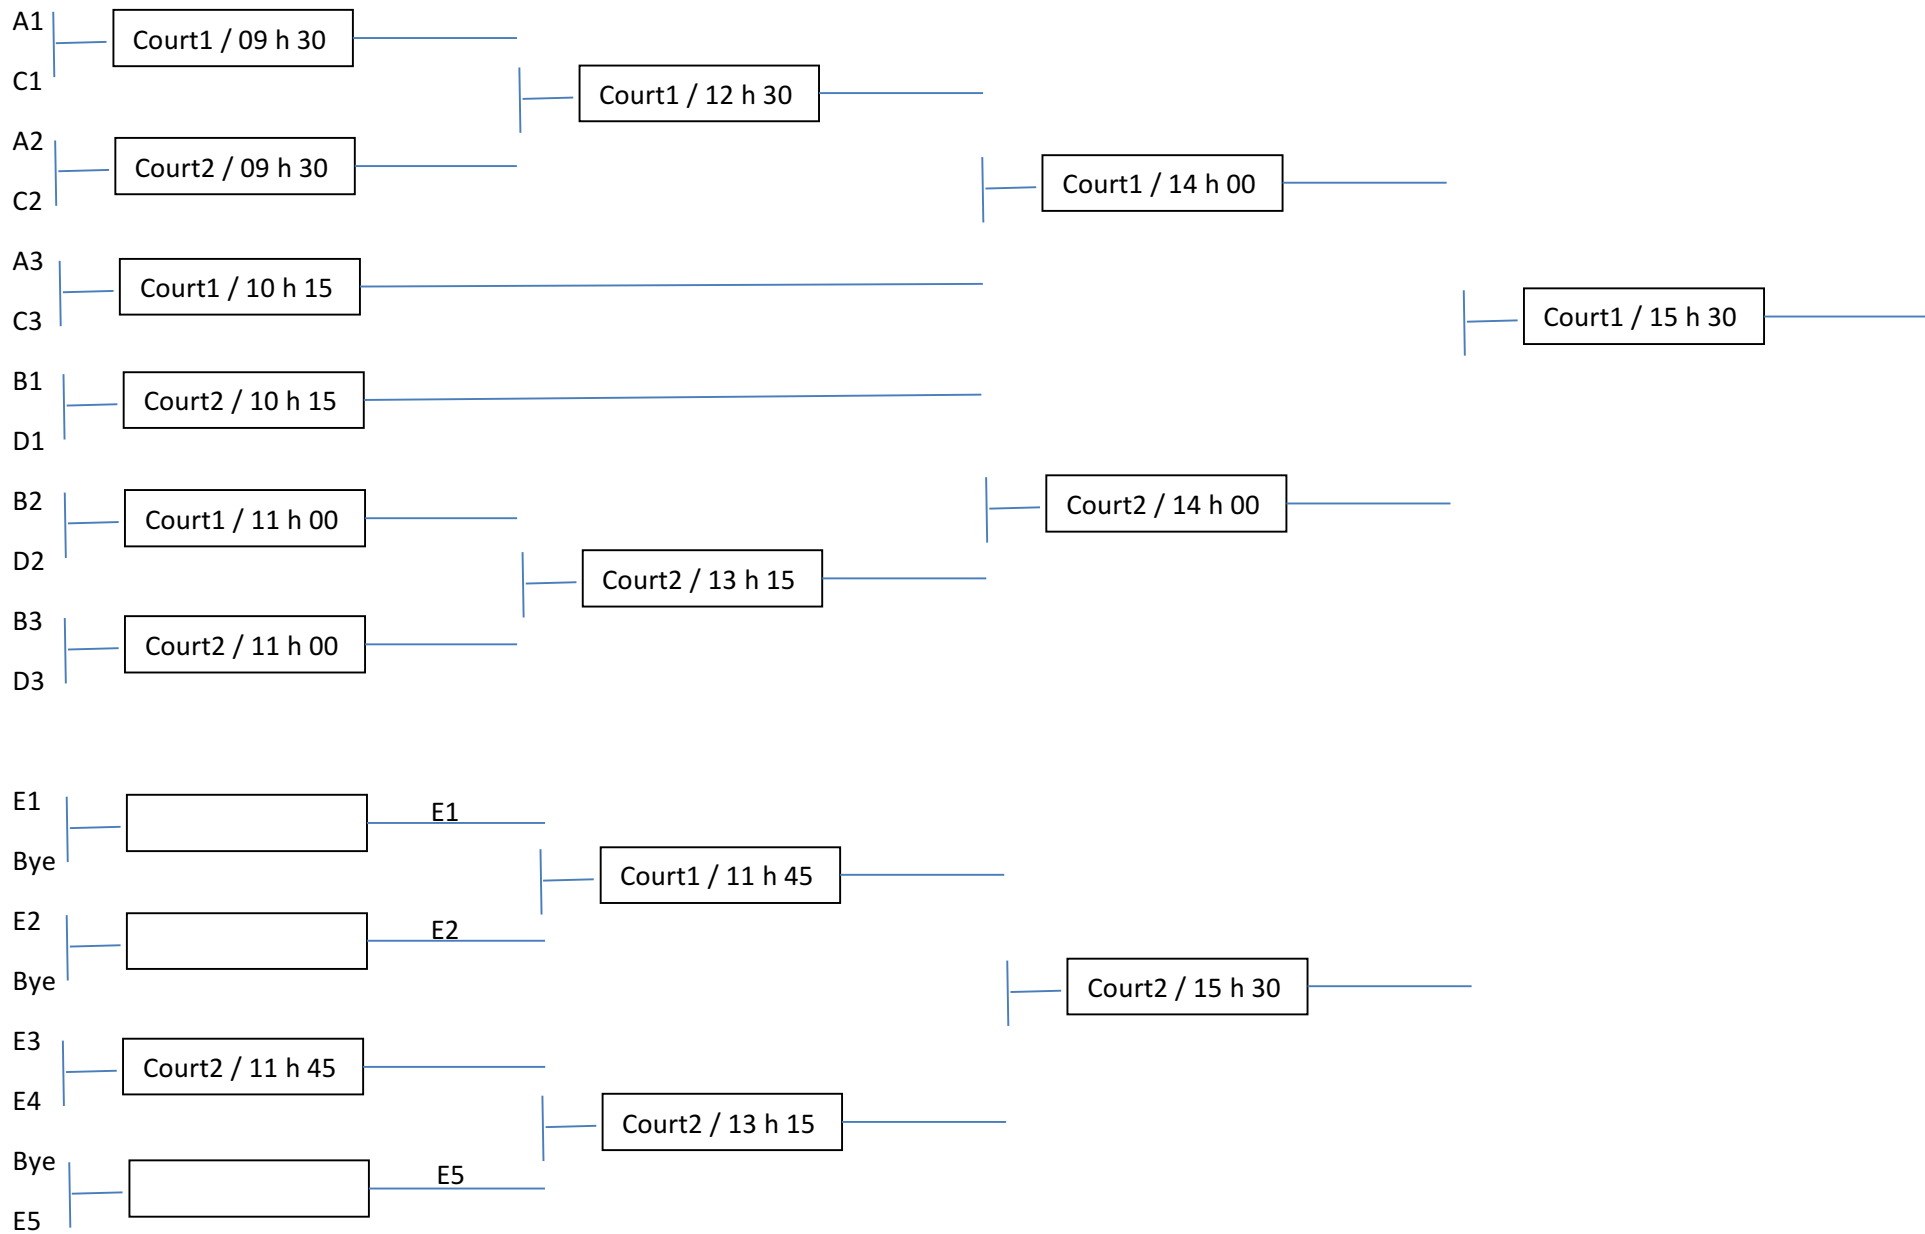 A1
Court1 / 09 h 30
C1
Court1 / 12 h 30
A2
Court2 / 09 h 30
C2
Court1 / 14 h 00
A3
Court1 / 10 h 15
C3
Court1 / 15 h 30
B1
Court2 / 10 h 15
D1
B2
Court1 / 11 h 00
D2
Court2 / 14 h 00
Court2 / 13 h 15
B3
Court2 / 11 h 00
D3
E1
E1
Bye
Court1 / 11 h 45
E2
E2
Bye
Court2 / 15 h 30
E3
Court2 / 11 h 45
E4
Court2 / 13 h 15
Bye
E5
E5